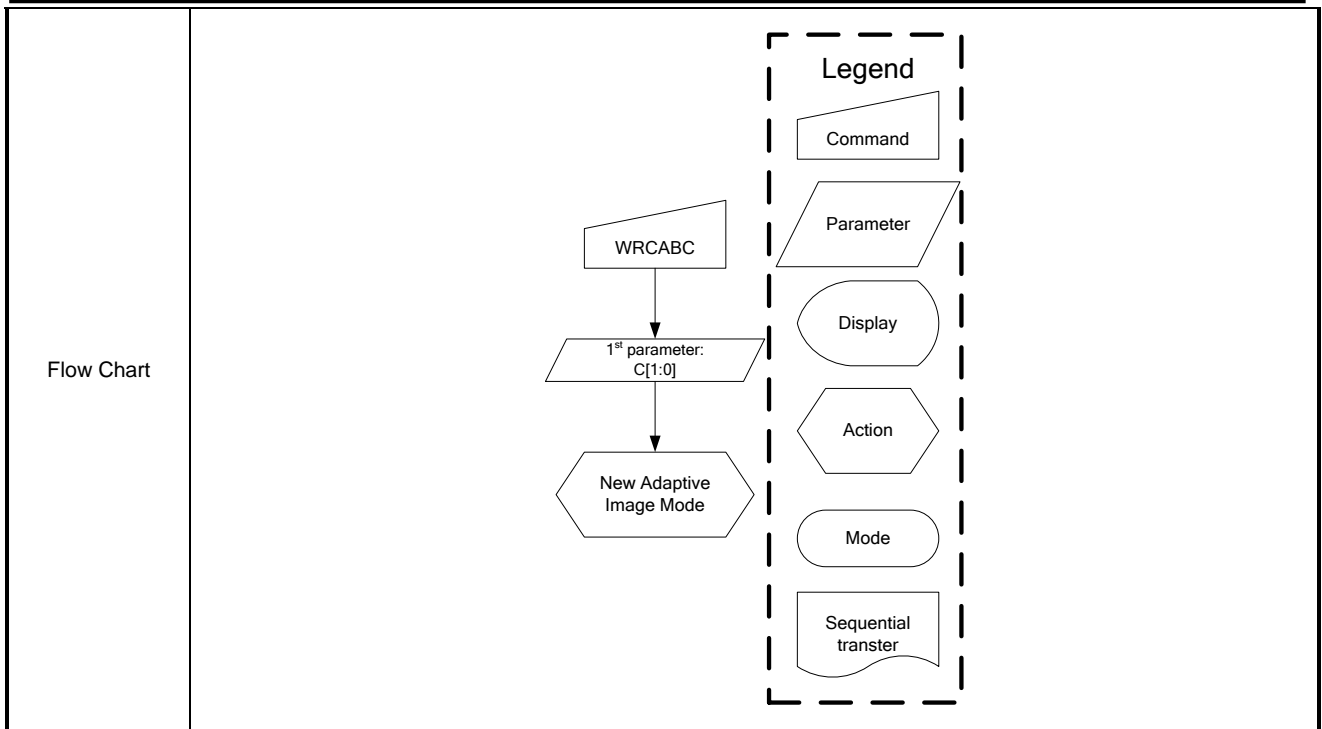 Flow Chart
WRCABC
1st parameter:
C[1:0]
New Adaptive
Image Mode
Legend
Command
Parameter
Display
Action
Mode
Sequential
transter